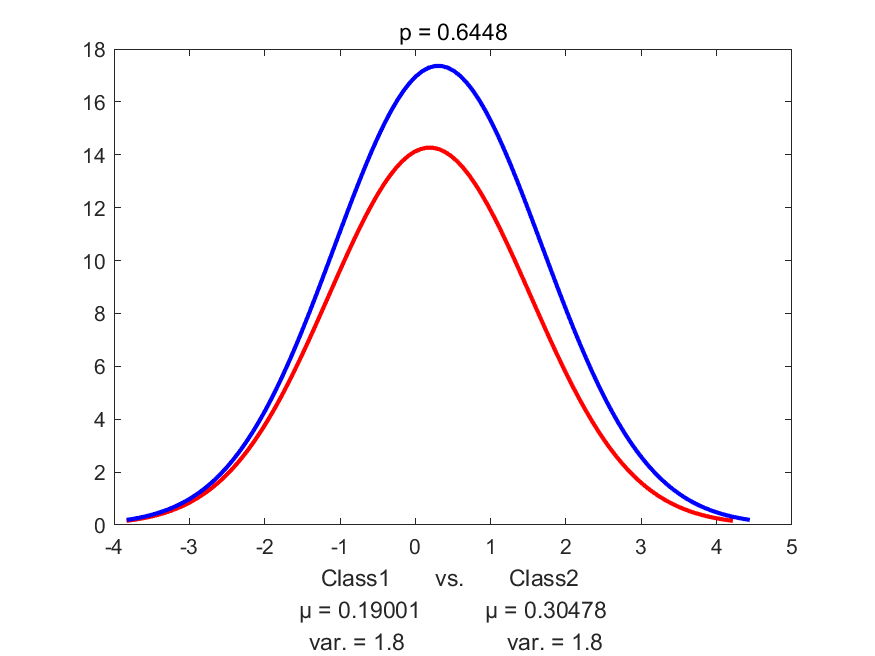 p = 0.6448
18
16
14
12
10
8
6
4
2
0
-4 -3 -2 -1 0 1 2 3 4 5
Class1 vs. Class2
μ = 0.19001 μ = 0.30478
var. = 1.8 var. = 1.8